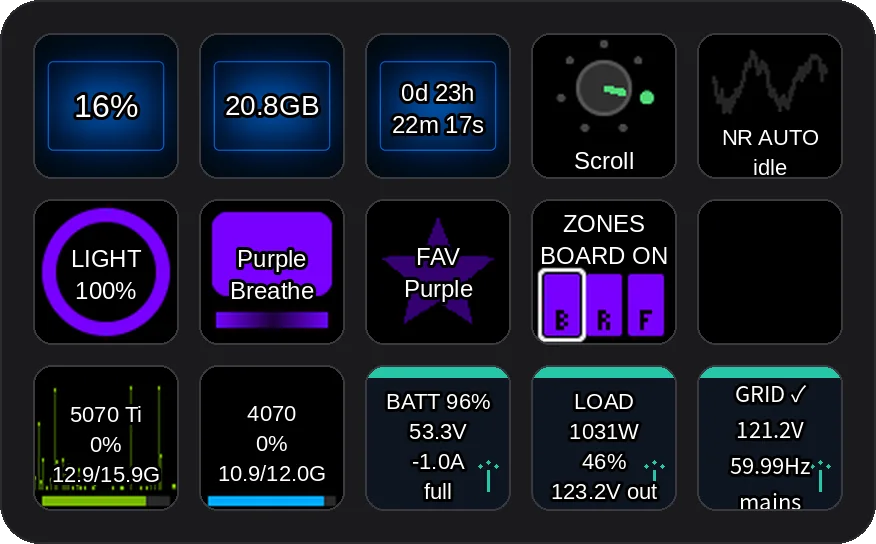 16%
20.8GB
0d 23h
22m 17s
Scroll
NR AUTO
idle
LIGHT
100%
Purple
Breathe
FAV
Purple
ZONES
BOARD ON
B R F
5070 Ti
0%
12.9/15.9G
4070
0%
10.9/12.0G
BATT 96%
53.3V
-1.0A
full
LOAD
1031W
46%
123.2V out
GRID ✓
121.2V
59.99Hz
mains